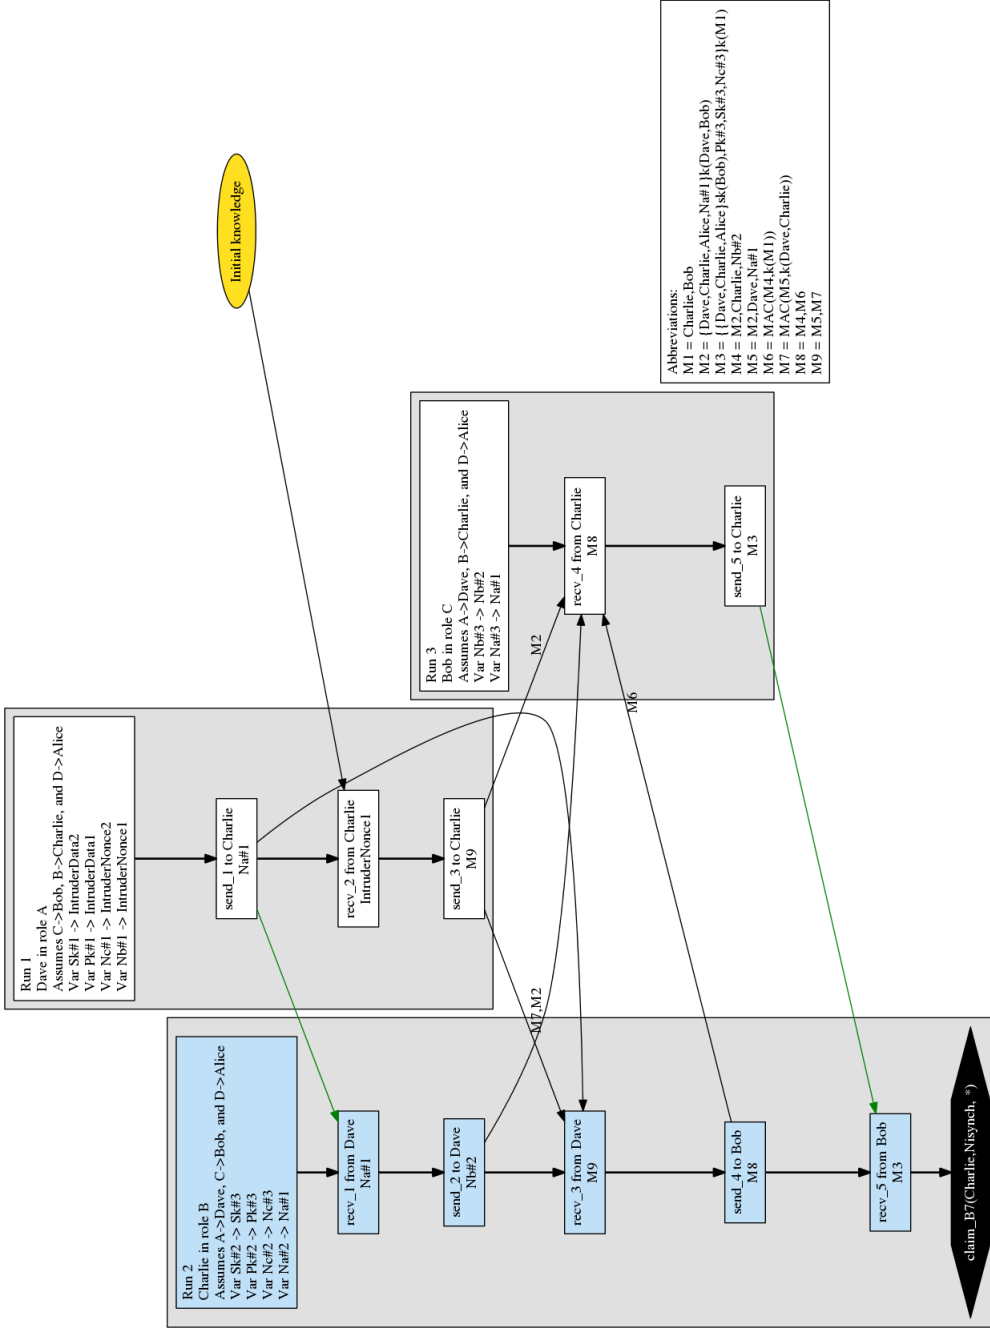 Initial knowledge
Run 1
Dave in role A
Assumes C->Bob, B->Charlie, and D->Alice
Var Sk#1 -> IntruderData2
Var Pk#1 -> IntruderData1
Var Nc#1 -> IntruderNonce2
Var Nb#1 -> IntruderNonce1
send_1 to Charlie
Na#1
recv_2 from Charlie
IntruderNonce1
send_3 to Charlie
M9
Run 2
Charlie in role B
Assumes A->Dave, C->Bob, and D->Alice
Var Sk#2 -> Sk#3
Var Pk#2 -> Pk#3
Var Nc#2 -> Nc#3
Var Na#2 -> Na#1
recv_1 from Dave
Na#1
send_2 to Dave
Nb#2
recv_3 from Dave
M9
send_4 to Bob
M8
recv_5 from Bob
M3
claim_B7(Charlie,Nisynch, *)
M7,M2
M2
M6
Run 3
Bob in role C
Assumes A->Dave, B->Charlie, and D->Alice
Var Nb#3 -> Nb#2
Var Na#3 -> Na#1
recv_4 from Charlie
M8
send_5 to Charlie
M3
Abbreviations:
M1 = Charlie,Bob
M2 = {Dave,Charlie,Alice,Na#1}k(Dave,Bob)
M3 = {{Dave,Charlie,Alice}sk(Bob),Pk#3,Sk#3,Nc#3}k(M1)
M4 = M2,Charlie,Nb#2
M5 = M2,Dave,Na#1
M6 = MAC(M4,k(M1))
M7 = MAC(M5,k(Dave,Charlie))
M8 = M4,M6
M9 = M5,M7